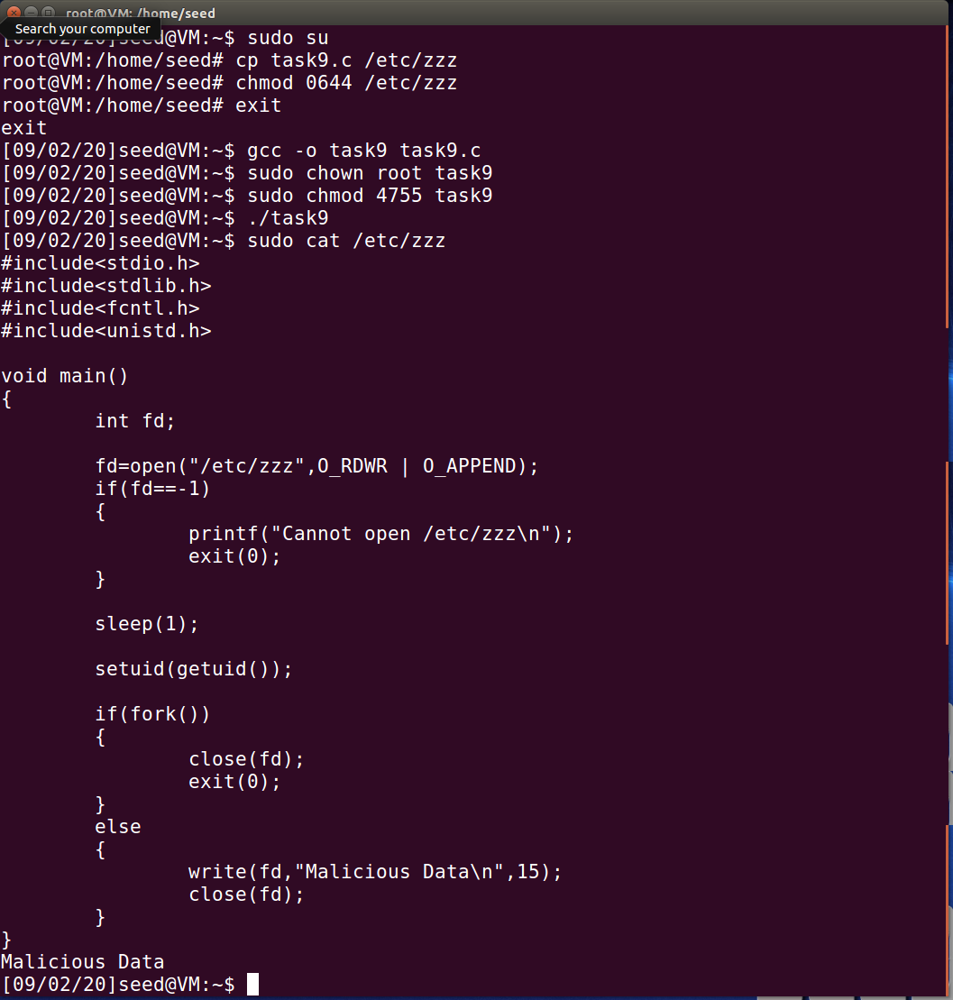 root@VM: /home/seed
Search your computer
[09/02/20]seed@VM:~$ sudo su
root@VM:/home/seed# cp task9.c /etc/zzz
root@VM:/home/seed# chmod 0644 /etc/zzz
root@VM:/home/seed# exit
exit
[09/02/20]seed@VM:~$ gcc -o task9 task9.c
[09/02/20]seed@VM:~$ sudo chown root task9
[09/02/20]seed@VM:~$ sudo chmod 4755 task9
[09/02/20]seed@VM:~$ ./task9
[09/02/20]seed@VM:~$ sudo cat /etc/zzz
#include<stdio.h>
#include<stdlib.h>
#include<fcntl.h>
#include<unistd.h>

void main()
{
        int fd;

        fd=open("/etc/zzz",O_RDWR | O_APPEND);
        if(fd==-1)
        {
                printf("Cannot open /etc/zzz\n");
                exit(0);
        }

        sleep(1);

        setuid(getuid());

        if(fork())
        {
                close(fd);
                exit(0);
        }
        else
        {
                write(fd,"Malicious Data\n",15);
                close(fd);
        }
}
Malicious Data
[09/02/20]seed@VM:~$